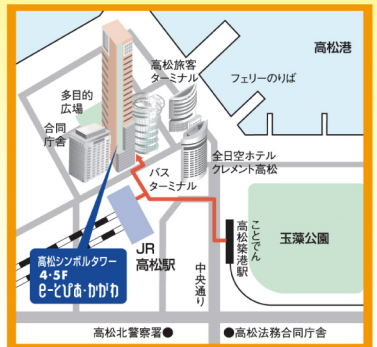 高松港
高松旅客
ターミナル
フェリーのりば
多目的
広場
合同
庁舎
全日空ホテル
クレメント高松
バス
ターミナル
高松シンボルタワー
4・5F
e-とぴあ・かがわ
JR
高松駅
ことでん
高松築港駅
玉藻公園
中央通り
高松北警察署●
●高松法務合同庁舎